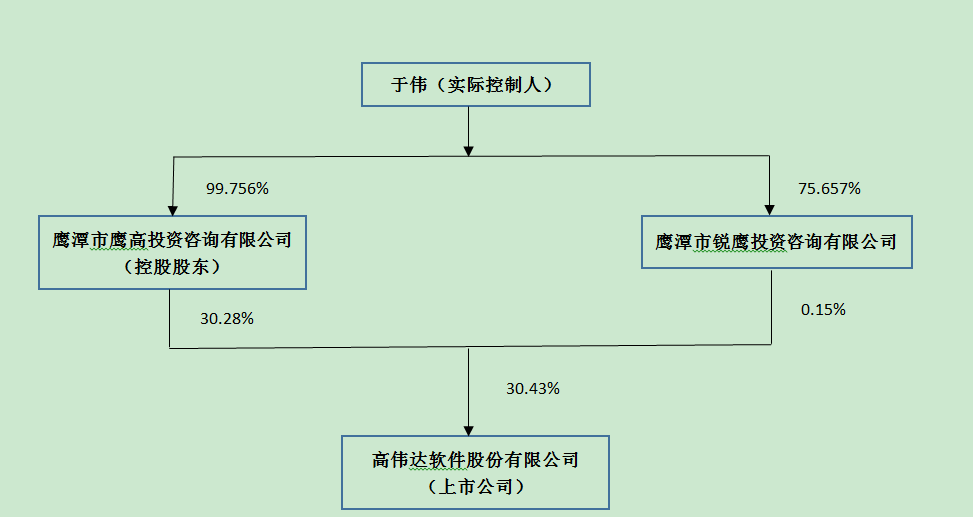 于伟（实际控制人）
99.756%
75.657%
鹰潭市鹰高投资咨询有限公司
（控股股东）
鹰潭市锐鹰投资咨询有限公司
30.28%
0.15%
30.43%
高伟达软件股份有限公司
（上市公司）